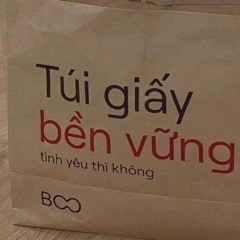 Túi giấy
bền vững
tình yêu thì không
BOO